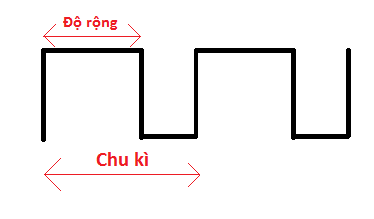 Độ rộng
Chu kì